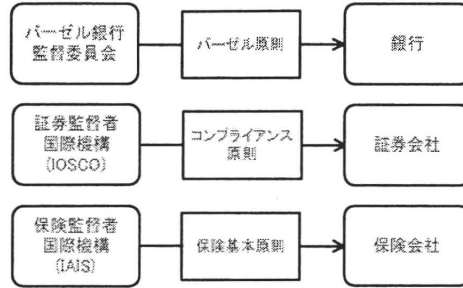 バーゼル銀行
監督委員会
バーゼル原則
銀行
証券監督者
国際機構
(IOSCO)
コンプライアンス
原則
証券会社
保険監督者
国際機構
(IAIS)
保険基本原則
保険会社